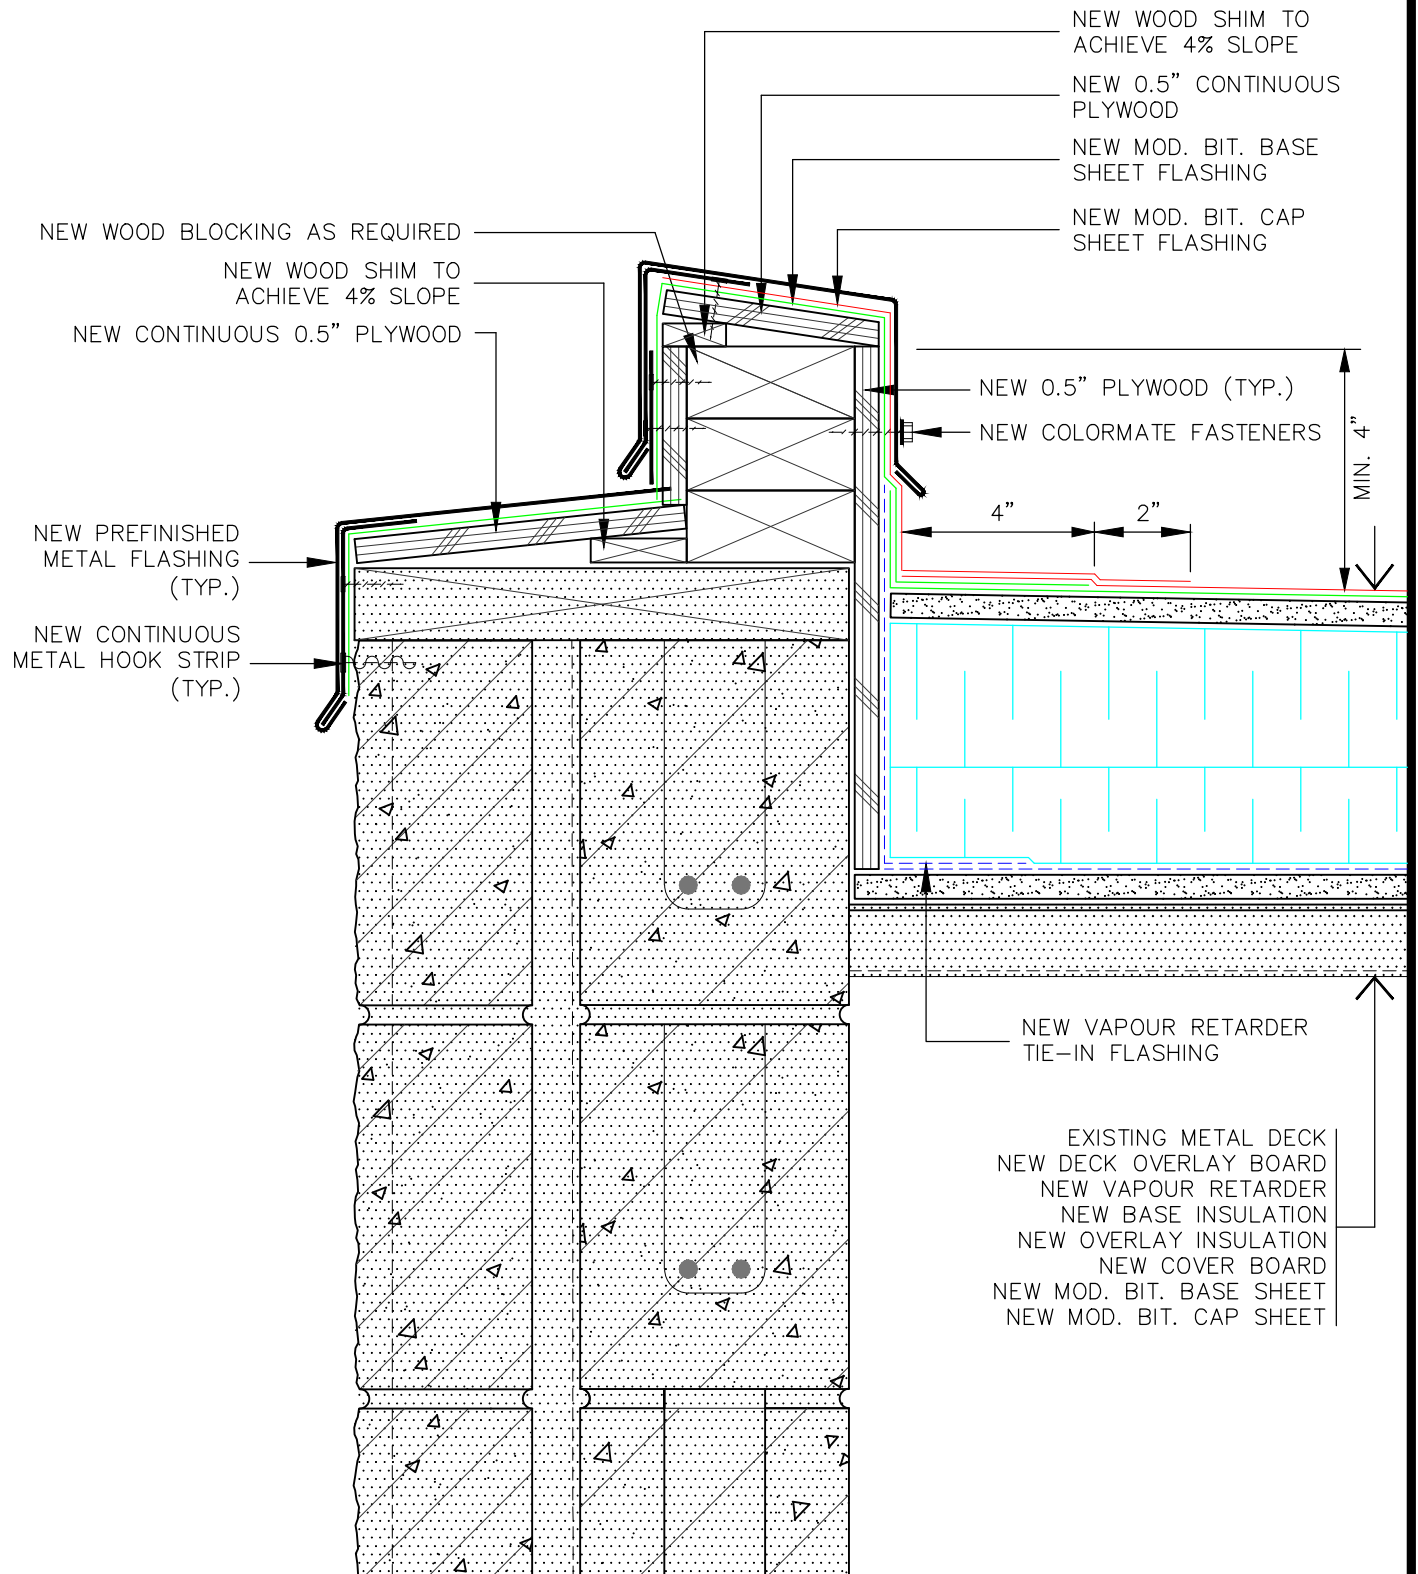 NEW WOOD SHIM TO
ACHIEVE 4% SLOPE
NEW 0.5” CONTINUOUS
PLYWOOD
NEW MOD. BIT. BASE
SHEET FLASHING
NEW MOD. BIT. CAP
SHEET FLASHING
NEW WOOD BLOCKING AS REQUIRED
NEW WOOD SHIM TO
ACHIEVE 4% SLOPE
NEW CONTINUOUS 0.5” PLYWOOD
NEW 0.5” PLYWOOD (TYP.)
NEW COLORMATE FASTENERS
MIN. 4”
4”
2”
NEW PREFINISHED
METAL FLASHING
(TYP.)
NEW CONTINUOUS
METAL HOOK STRIP
(TYP.)
NEW VAPOUR RETARDER
TIE-IN FLASHING
EXISTING METAL DECK
NEW DECK OVERLAY BOARD
NEW VAPOUR RETARDER
NEW BASE INSULATION
NEW OVERLAY INSULATION
NEW COVER BOARD
NEW MOD. BIT. BASE SHEET
NEW MOD. BIT. CAP SHEET